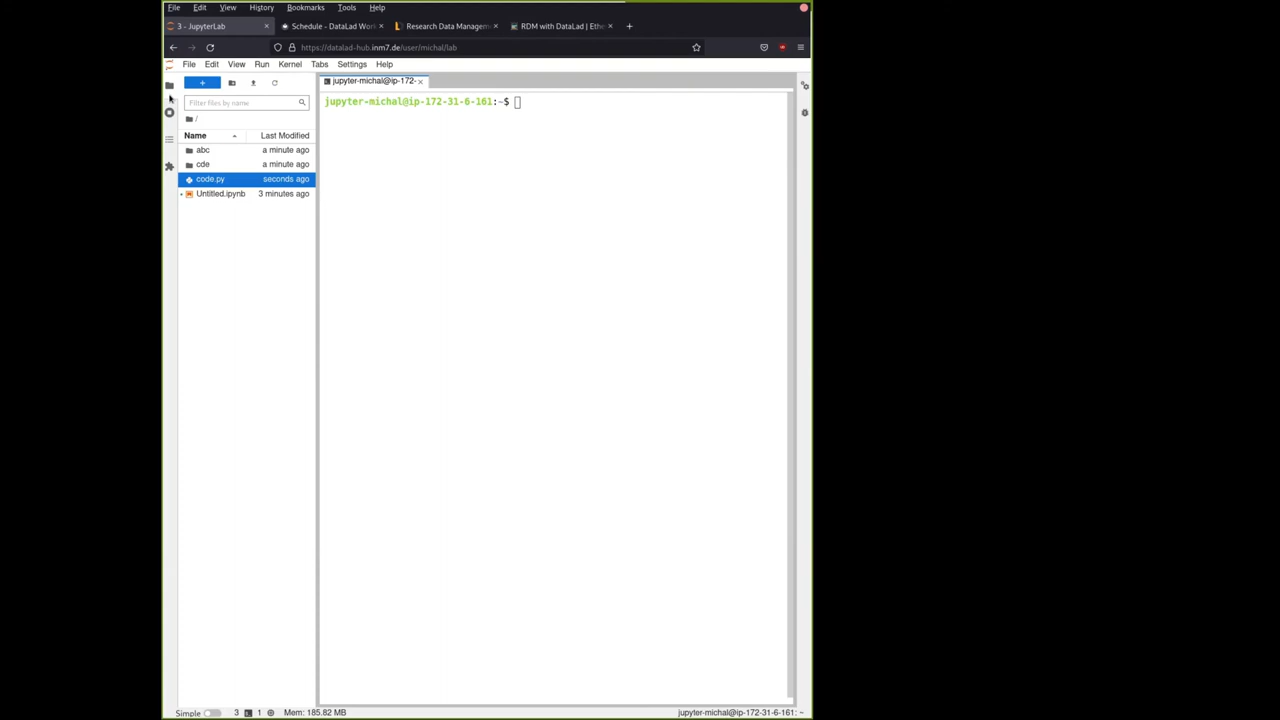 File Edit View History Bookmarks Tools Help
3 - JupyterLab × Schedule - DataLad Work × Research Data Manageme × RDM with DataLad | Ethe × +
https://datalad-hub.inm7.de/user/michal/lab
File Edit View Run Kernel Tabs Settings Help
+
jupyter-michal@ip-172- ×
Filter files by name
jupyter-michal@ip-172-31-6-161:~$
/
Name Last Modified
abc a minute ago
cde a minute ago
code.py seconds ago
Untitled.ipynb 3 minutes ago
Simple 3 1 Mem: 185.82 MB jupyter-michal@ip-172-31-6-161: ~